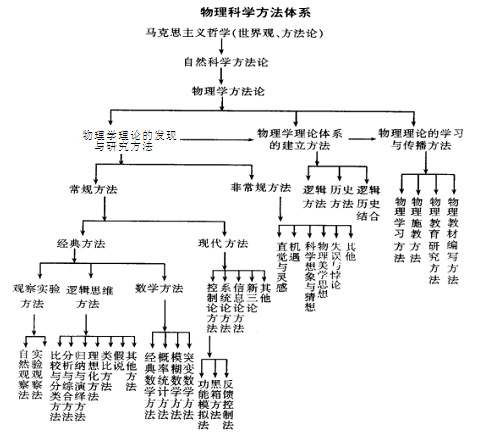 物理科学方法体系
马克思主义哲学(世界观、方法论)
自然科学方法论
物理学方法论
物理学理论的发现
与研究方法
物理学理论体系
的建立方法
物理理论的学习
与传播方法
常规方法
非常规方法
逻辑
方法
历史
方法
逻辑
历史
结合
物理学习方法
物理施教方法
物理教育研究方法
物理教材编写方法
经典方法
现代方法
直觉与灵感
机遇
科学想象与猜想
物理美学思想
失误与悖论
其他
观察实验
方法
逻辑思维
方法
数学方法
控制论方法
系统论方法
信息论方法
新三论
其他
自然观察法
实验观察法
比较与分类方法
分析与综合方法
归纳与演绎方法
理想化方法
类比方法
假说
其他方法
经典数学方法
概率统计方法
模糊数学方法
突变数学方法
功能模拟法
黑箱方法
反馈控制法